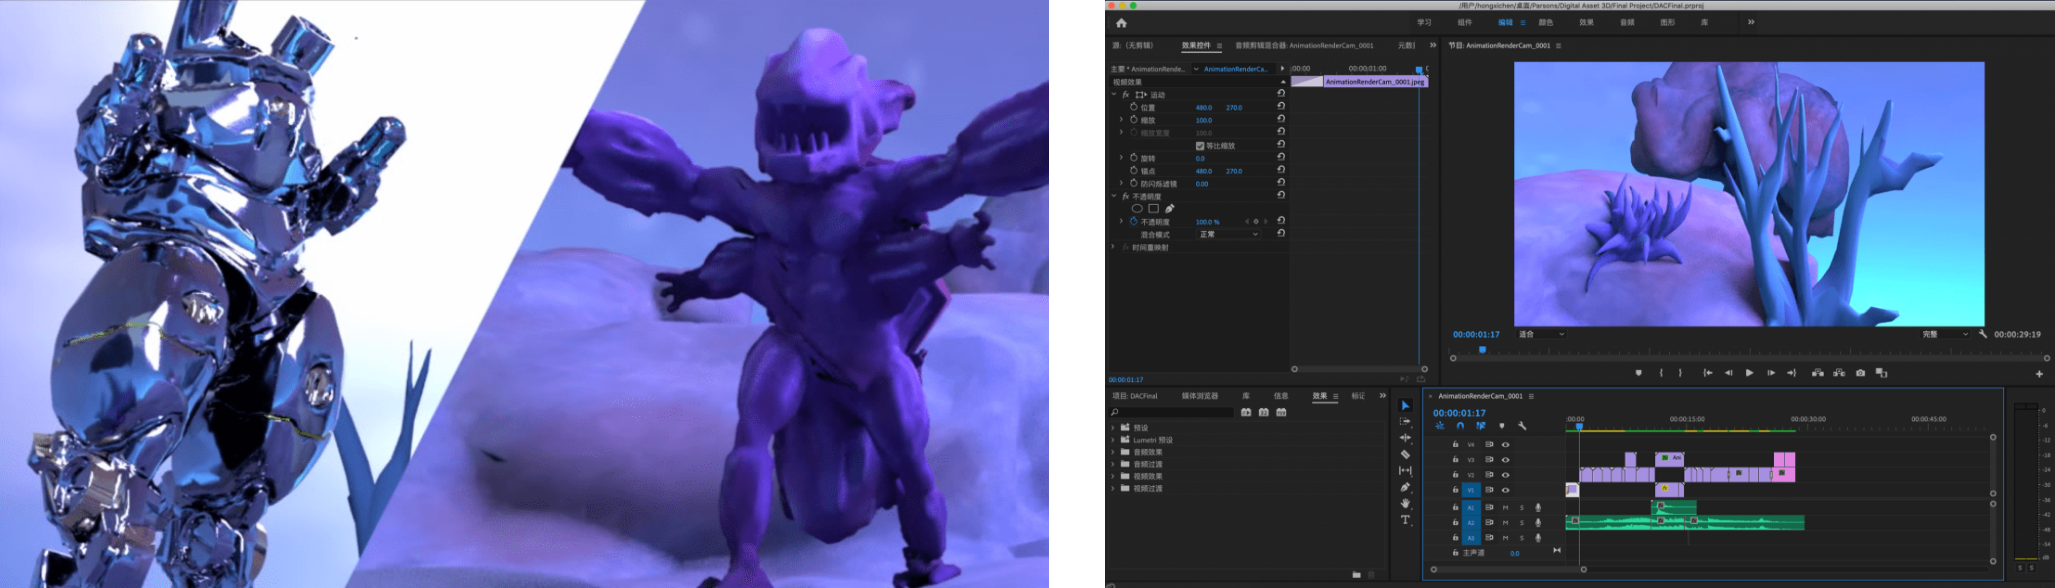 /用户/hongxichen/桌面/Parsons/Digital Asset 3D/Final Project/DACFinal.prproj
学习 组件 编辑 颜色 效果 音频 图形 库
源: (无剪辑) 效果控件 音频剪辑混合器: AnimationRenderCam_0001 元数
节目: AnimationRenderCam_0001
主要 * AnimationRende... AnimationRenderCa...
:00:00 00:00:01:00
视频效果
AnimationRenderCam_0001.jpeg
fx 运动
位置 480.0 270.0
缩放 100.0
缩放宽度 100.0
等比缩放
旋转 0.0
锚点 480.0 270.0
防闪烁滤镜 0.00
fx 不透明度
不透明度 100.0 %
混合模式 正常
fx 时间重映射
00:00:01:17
00:00:01:17 适合 完整 00:00:29:19
项目: DACFinal 媒体浏览器 库 信息 效果 标记
预设
Lumetri 预设
音频效果
音频过渡
视频效果
视频过渡
× AnimationRenderCam_0001
00:00:01:17
:00:00 00:00:15:00 00:00:30:00 00:00:45:00
V4
V3
V2
V1
A1 M S
A2 M S
A3 M S
主声道 0.0
S S